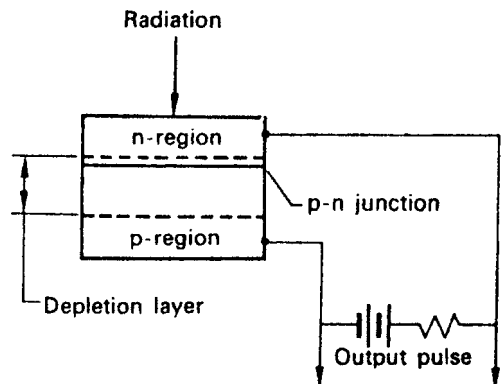 Radiation
n-region
p-n junction
p-region
Depletion layer
Output pulse